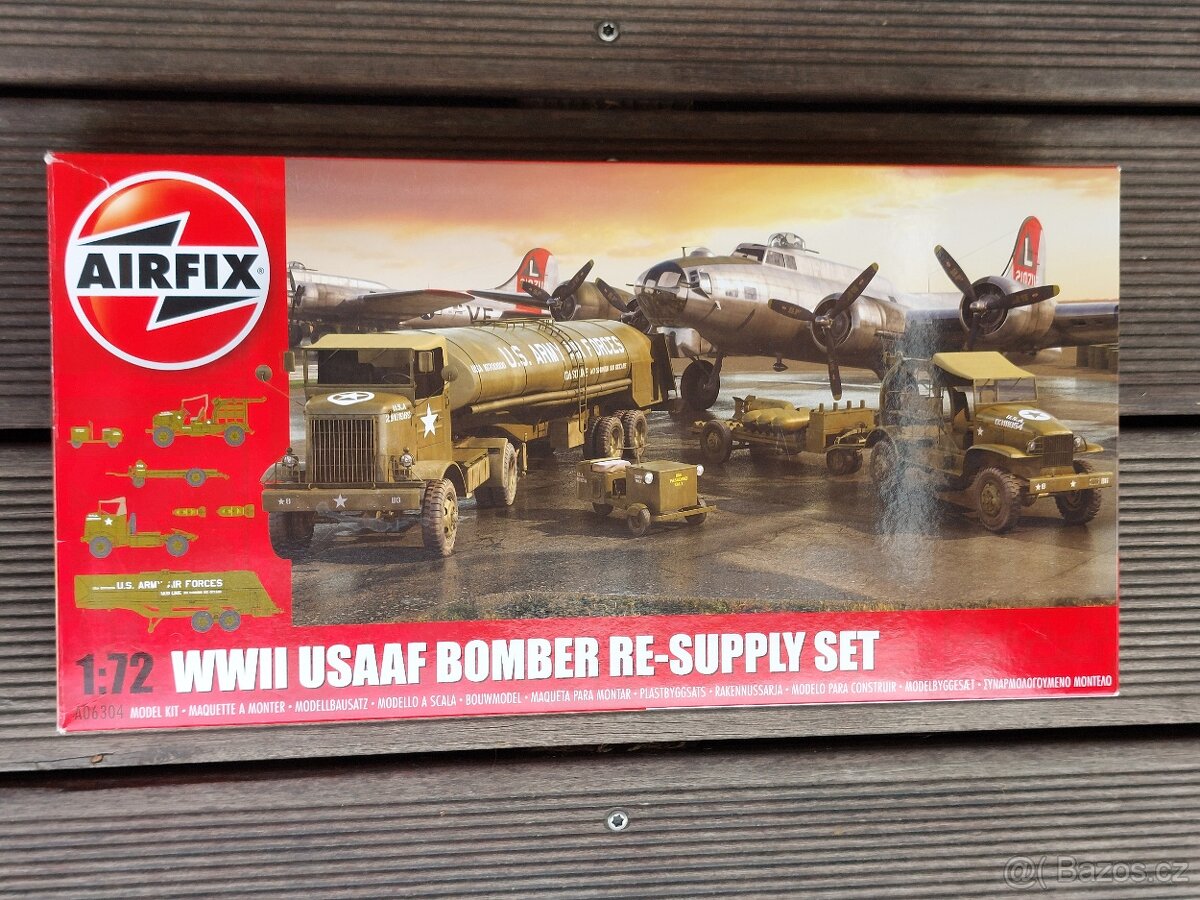 AIRFIX®
L
21021
L
U.S. ARMY AIR FORCES
U.S. ARMY AIR FORCES
1:72 WWII USAAF BOMBER RE-SUPPLY SET
A06304 MODEL KIT • MAQUETTE A MONTER • MODELLBAUSATZ • MODELLO A SCALA • BOUWMODEL • MAQUETA PARA MONTAR • PLASTBYGGSATS • RAKENNUSSARJA • MODELO PARA CONSTRUIR • MODELBYGGESÆT • ΣΥΝΑΡΜΟΛΟΓΟΥΜΕΝΟ ΜΟΝΤΕΛΟ
@( Bazos.cz